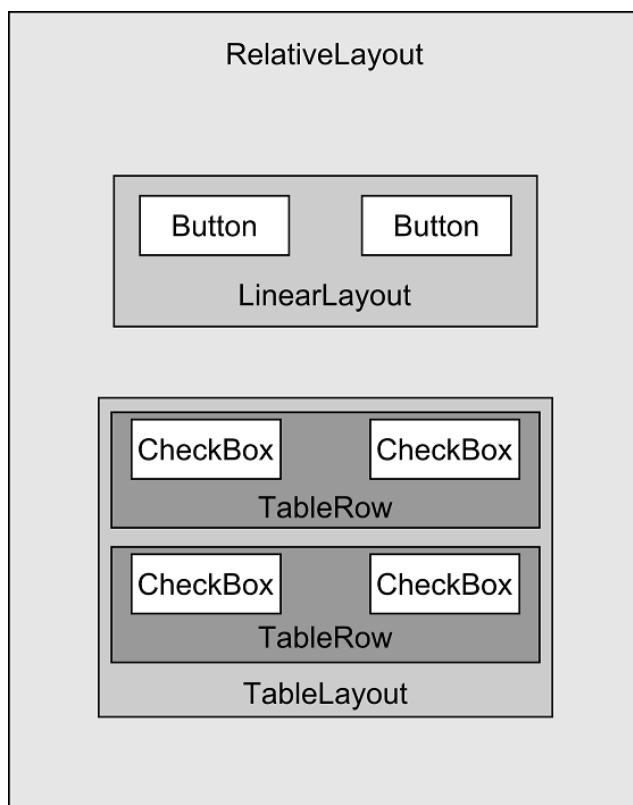 RelativeLayout
Button Button
LinearLayout
CheckBox CheckBox
TableRow
CheckBox CheckBox
TableRow
TableLayout